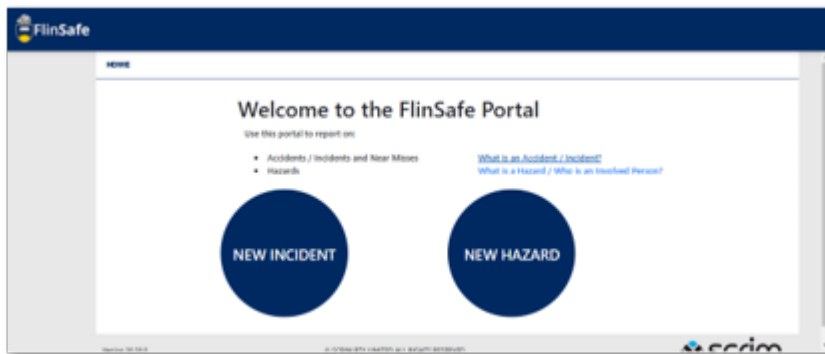 FlinSafe
HOME
Welcome to the FlinSafe Portal
Use this portal to report on:
• Accidents / Incidents and Near Misses
What is an Accident / Incident?
• Hazards
What is a Hazard / Who is an Involved Person?
NEW INCIDENT
NEW HAZARD